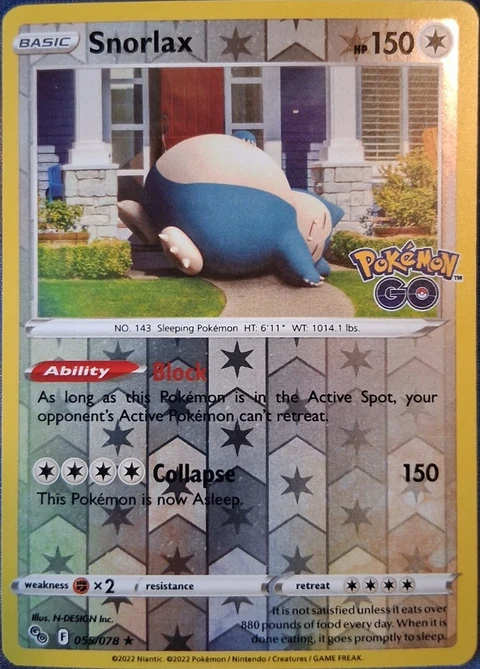 BASIC Snorlax HP 150
Pokémon™
GO
NO. 143 Sleeping Pokémon HT: 6'11" WT: 1014.1 lbs.
Ability Block
As long as this Pokémon is in the Active Spot, your
opponent's Active Pokémon can't retreat.
Collapse 150
This Pokémon is now Asleep.
weakness ×2 resistance retreat
Illus. N-DESIGN Inc.
F 055/078 ★
It is not satisfied unless it eats over
880 pounds of food every day. When it is
done eating, it goes promptly to sleep.
©2022 Niantic. ©2022 Pokémon / Nintendo / Creatures / GAME FREAK.